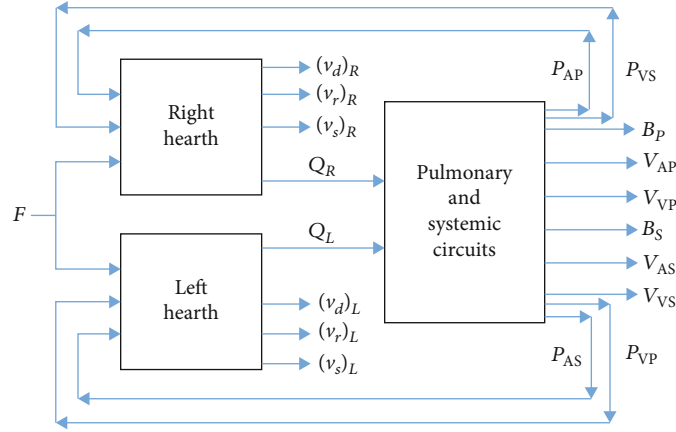 P_AP
P_VS
(v_d)_R
(v_r)_R
(v_s)_R
Right
hearth
Q_R
B_P
V_AP
V_VP
B_S
V_AS
V_VS
Pulmonary
and
systemic
circuits
F
Q_L
Left
hearth
(v_d)_L
(v_r)_L
(v_s)_L
P_AS
P_VP